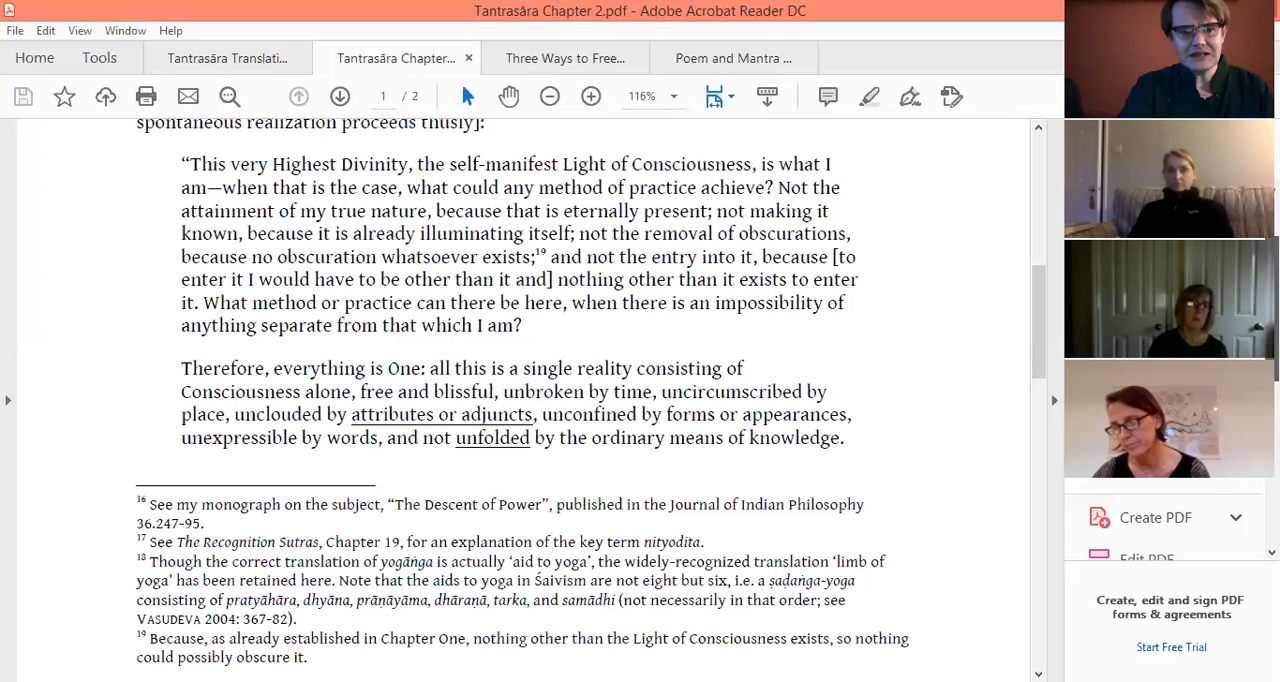 Tantrasāra Chapter 2.pdf - Adobe Acrobat Reader DC
File Edit View Window Help
Home Tools Tantrasāra Translati... Tantrasāra Chapter... × Three Ways to Free... Poem and Mantra ...
1 / 2 116%
spontaneous realization proceeds thusly]:
“This very Highest Divinity, the self-manifest Light of Consciousness, is what I
am—when that is the case, what could any method of practice achieve? Not the
attainment of my true nature, because that is eternally present; not making it
known, because it is already illuminating itself; not the removal of obscurations,
because no obscuration whatsoever exists;¹⁹ and not the entry into it, because [to
enter it I would have to be other than it and] nothing other than it exists to enter
it. What method or practice can there be here, when there is an impossibility of
anything separate from that which I am?
Therefore, everything is One: all this is a single reality consisting of
Consciousness alone, free and blissful, unbroken by time, uncircumscribed by
place, unclouded by attributes or adjuncts, unconfined by forms or appearances,
unexpressible by words, and not unfolded by the ordinary means of knowledge.
¹⁶ See my monograph on the subject, “The Descent of Power”, published in the Journal of Indian Philosophy
36.247-95.
¹⁷ See The Recognition Sutras, Chapter 19, for an explanation of the key term nityodita.
¹⁸ Though the correct translation of yogāṅga is actually ‘aid to yoga’, the widely-recognized translation ‘limb of
yoga’ has been retained here. Note that the aids to yoga in Śaivism are not eight but six, i.e. a ṣaḍaṅga-yoga
consisting of pratyāhāra, dhyāna, prāṇāyāma, dhāraṇā, tarka, and samādhi (not necessarily in that order; see
VASUDEVA 2004: 367-82).
¹⁹ Because, as already established in Chapter One, nothing other than the Light of Consciousness exists, so nothing
could possibly obscure it.
Create PDF
Edit PDF
Create, edit and sign PDF
forms & agreements
Start Free Trial